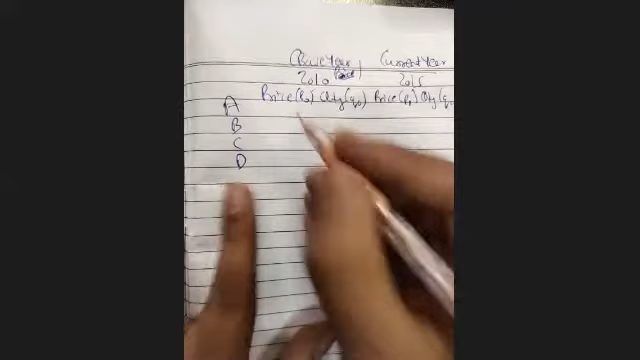 (Base Year Current Year
2010 2015
Price(P₀) Qty(q₀) Price(P₁) Qty(q
A
B
C
D